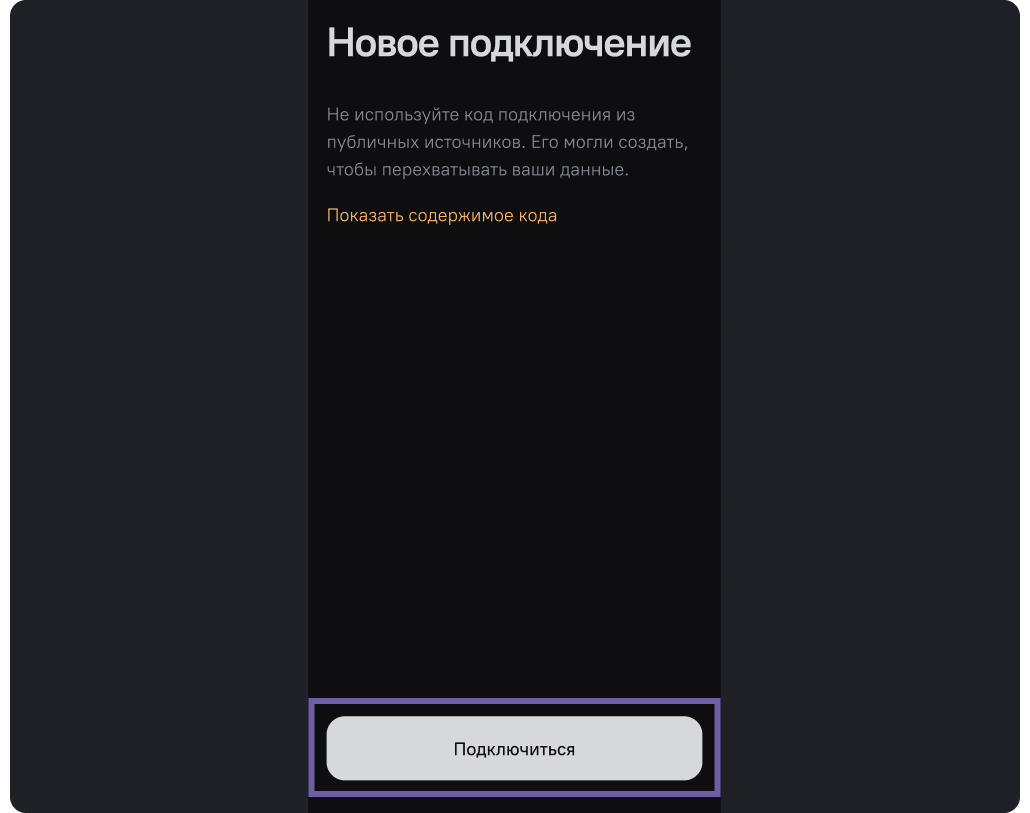 Новое подключение
Не используйте код подключения из
публичных источников. Его могли создать,
чтобы перехватывать ваши данные.
Показать содержимое кода
Подключиться